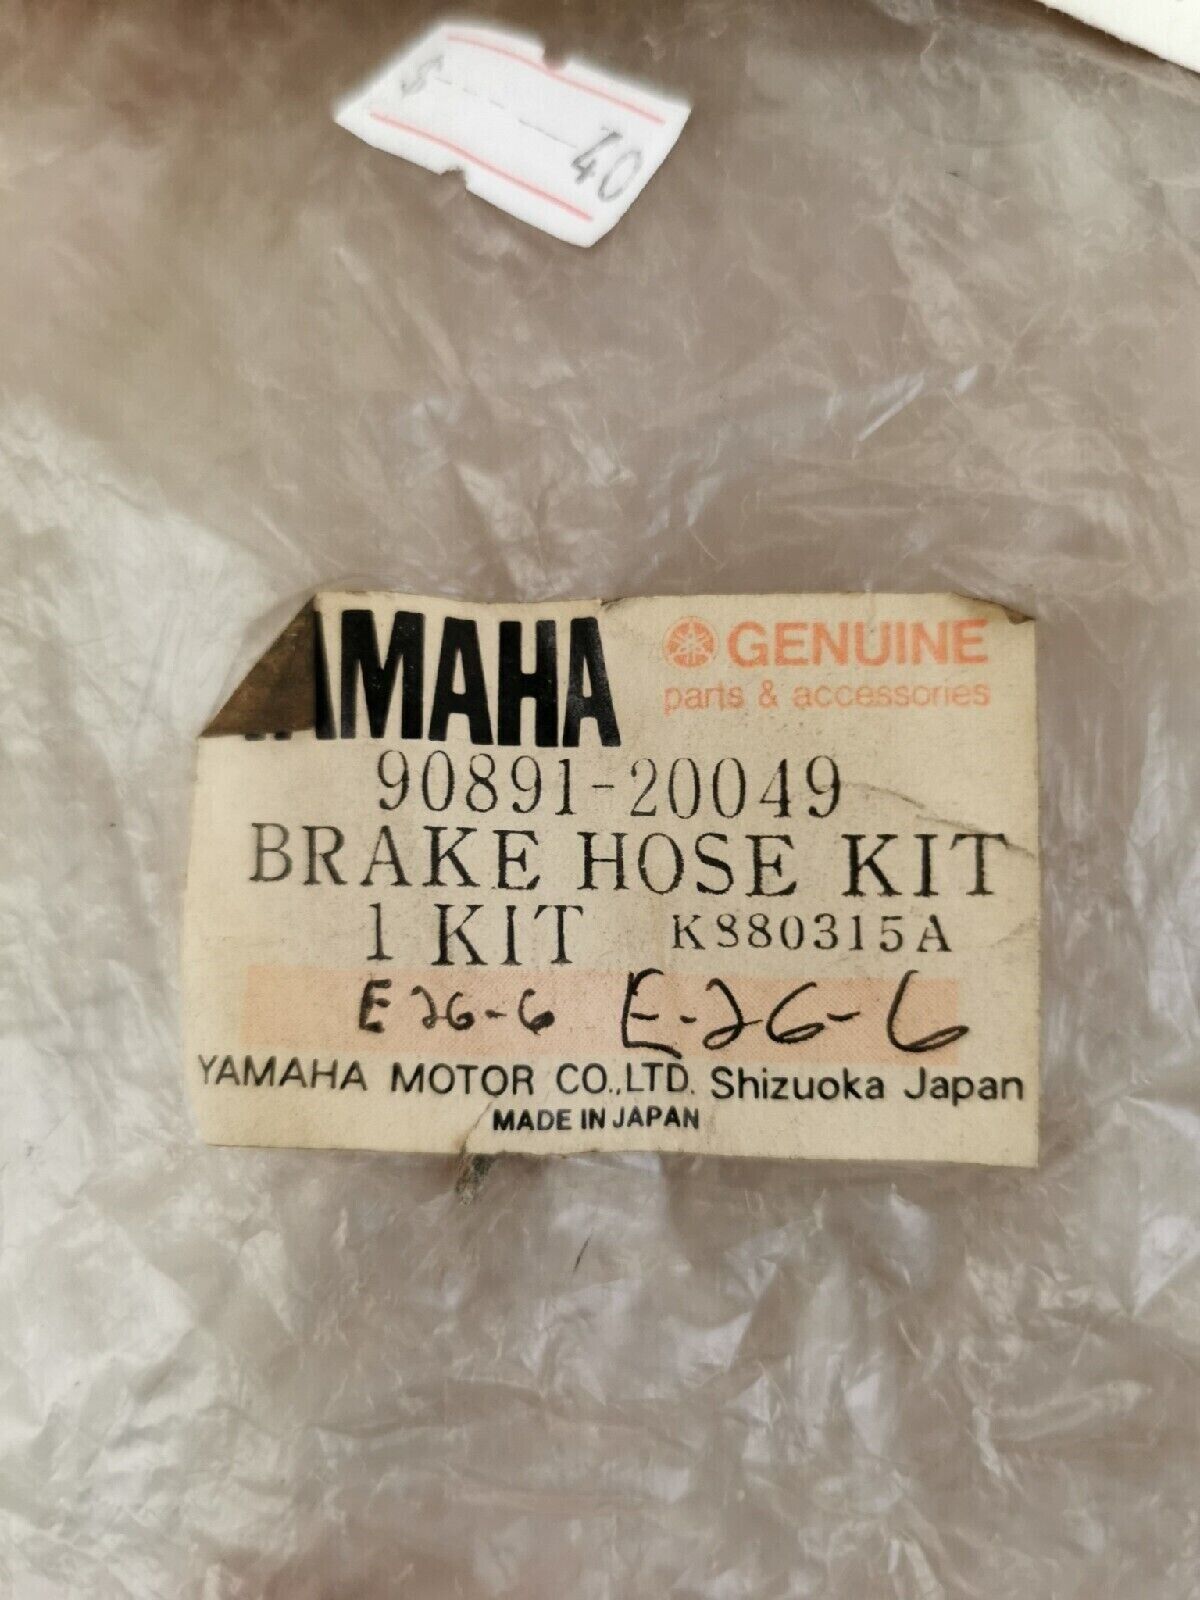 S-- --40
YAMAHA
GENUINE
parts & accessories
90891-20049
BRAKE HOSE KIT
1 KIT K880315A
E 26-6 E-26-6
YAMAHA MOTOR CO.,LTD. Shizuoka Japan
MADE IN JAPAN